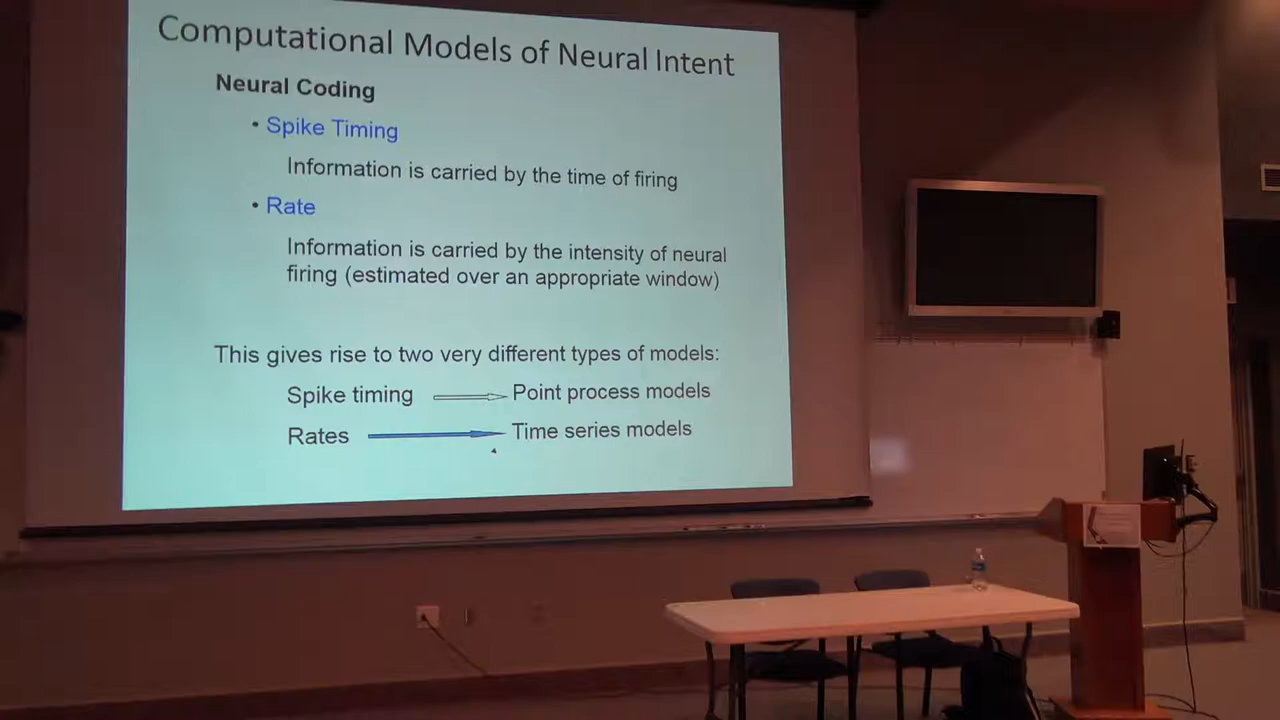 Computational Models of Neural Intent
Neural Coding
• Spike Timing
Information is carried by the time of firing
• Rate
Information is carried by the intensity of neural
firing (estimated over an appropriate window)
This gives rise to two very different types of models:
Spike timing Point process models
Rates Time series models